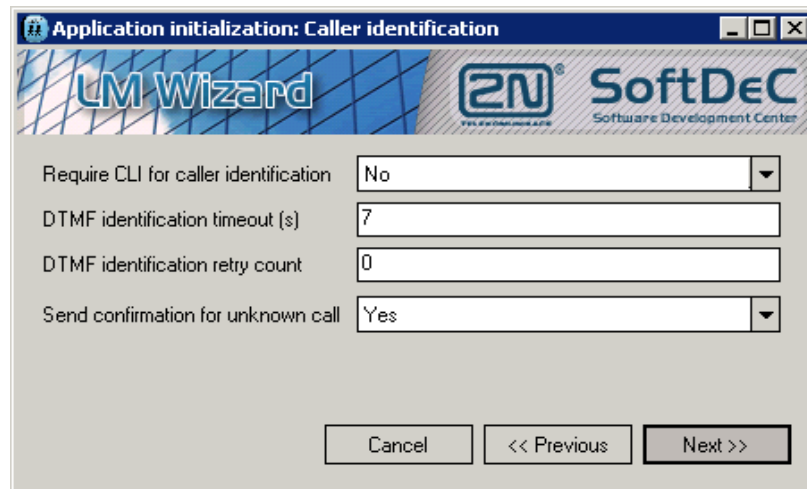 Application initialization: Caller identification
LM Wizard
2N®
TELEKOMUNIKACE
SoftDeC
Software Development Center
Require CLI for caller identification No
DTMF identification timeout (s) 7
DTMF identification retry count 0
Send confirmation for unknown call Yes
Cancel << Previous Next >>